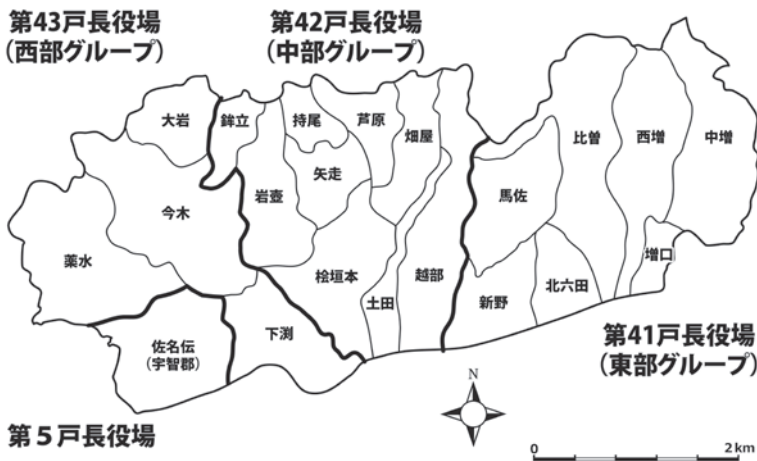 第43戸長役場
(西部グループ)
第42戸長役場
(中部グループ)
大岩
鉾立
持尾
芦原
畑屋
比曽
西増
中増
矢走
岩壺
馬佐
今木
薬水
桧垣本
越部
増口
土田
新野
北六田
下渕
佐名伝
(宇智郡)
第41戸長役場
(東部グループ)
第5戸長役場
N
0
2km